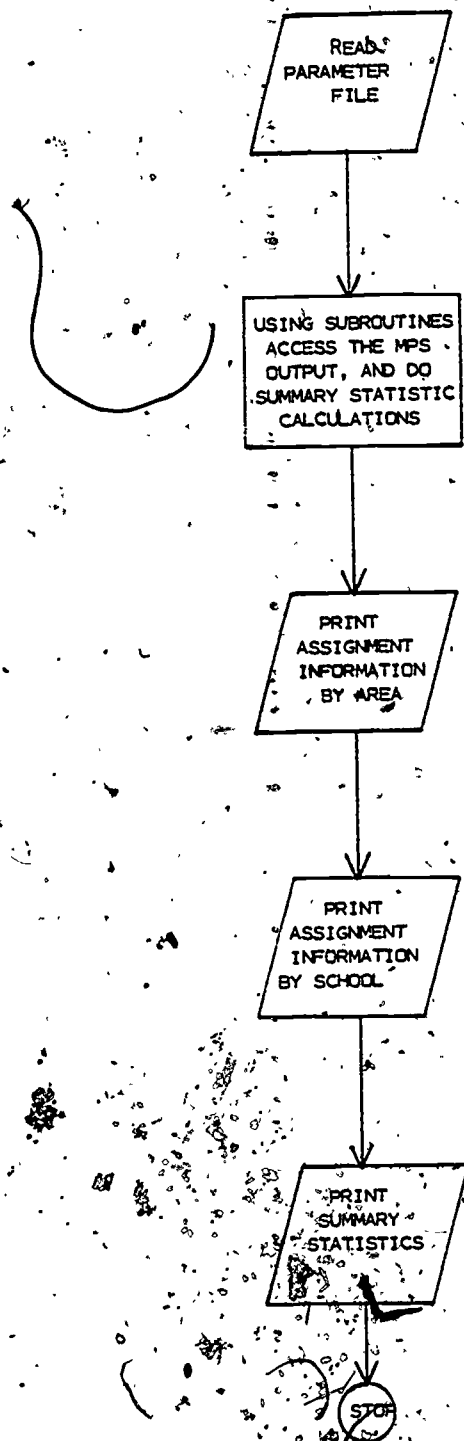 READ
PARAMETER
FILE
USING SUBROUTINES
ACCESS THE MPS
OUTPUT, AND DO
SUMMARY STATISTIC
CALCULATIONS
PRINT
ASSIGNMENT
INFORMATION
BY AREA
PRINT
ASSIGNMENT
INFORMATION
BY SCHOOL
PRINT
SUMMARY
STATISTICS
STOP